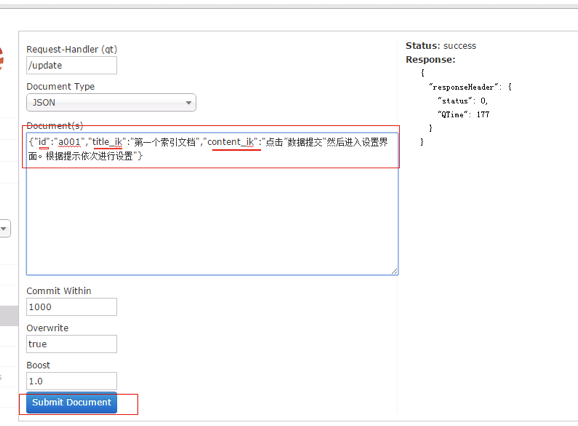 Request-Handler (qt)
/update
Document Type
JSON
Document(s)
{"id":"a001","title_ik":"第一个索引文档","content_ik":"点击"数据提交"然后进入设置界
面。根据提示依次进行设置"}
Commit Within
1000
Overwrite
true
Boost
1.0
Submit Document
Status: success
Response:
{
"responseHeader": {
"status": 0,
"QTime": 177
}
}